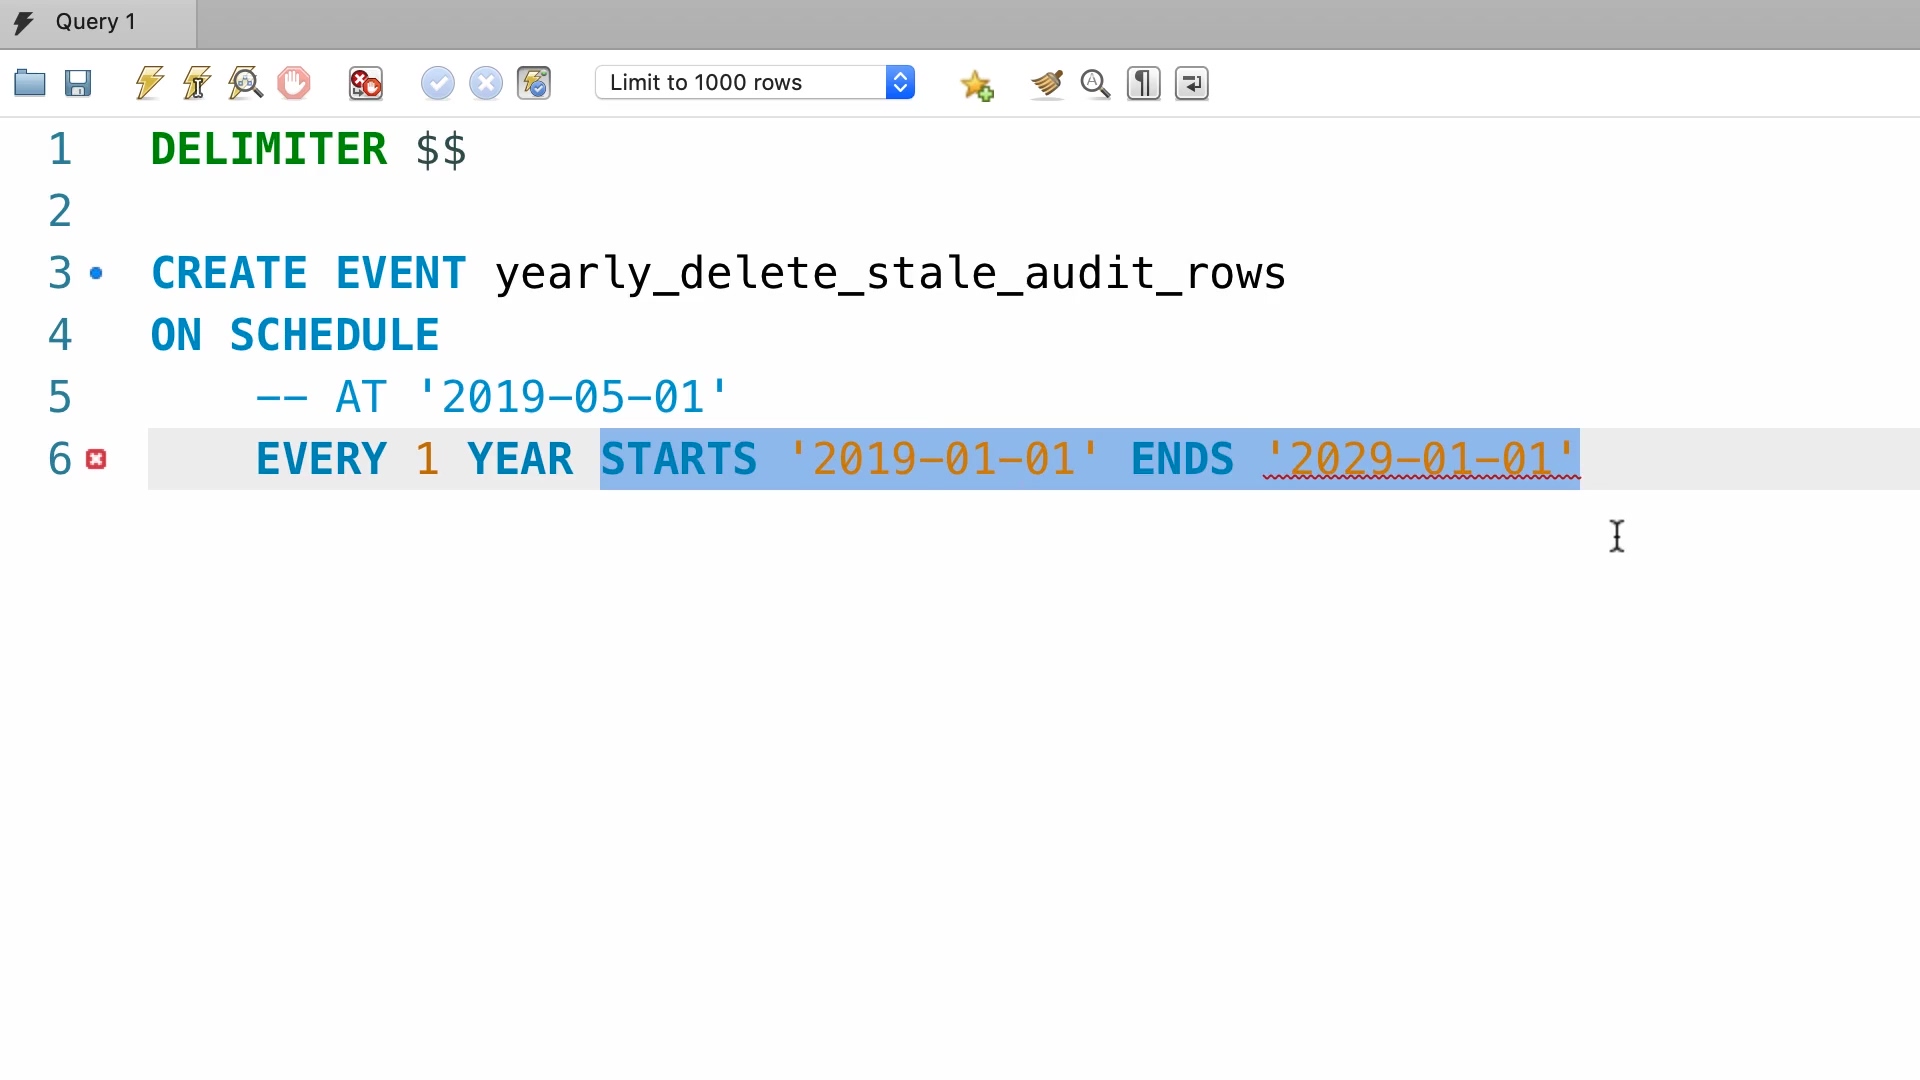 Query 1
Limit to 1000 rows
1 DELIMITER $$
2
3 CREATE EVENT yearly_delete_stale_audit_rows
4 ON SCHEDULE
5 -- AT '2019-05-01'
6 EVERY 1 YEAR STARTS '2019-01-01' ENDS '2029-01-01'